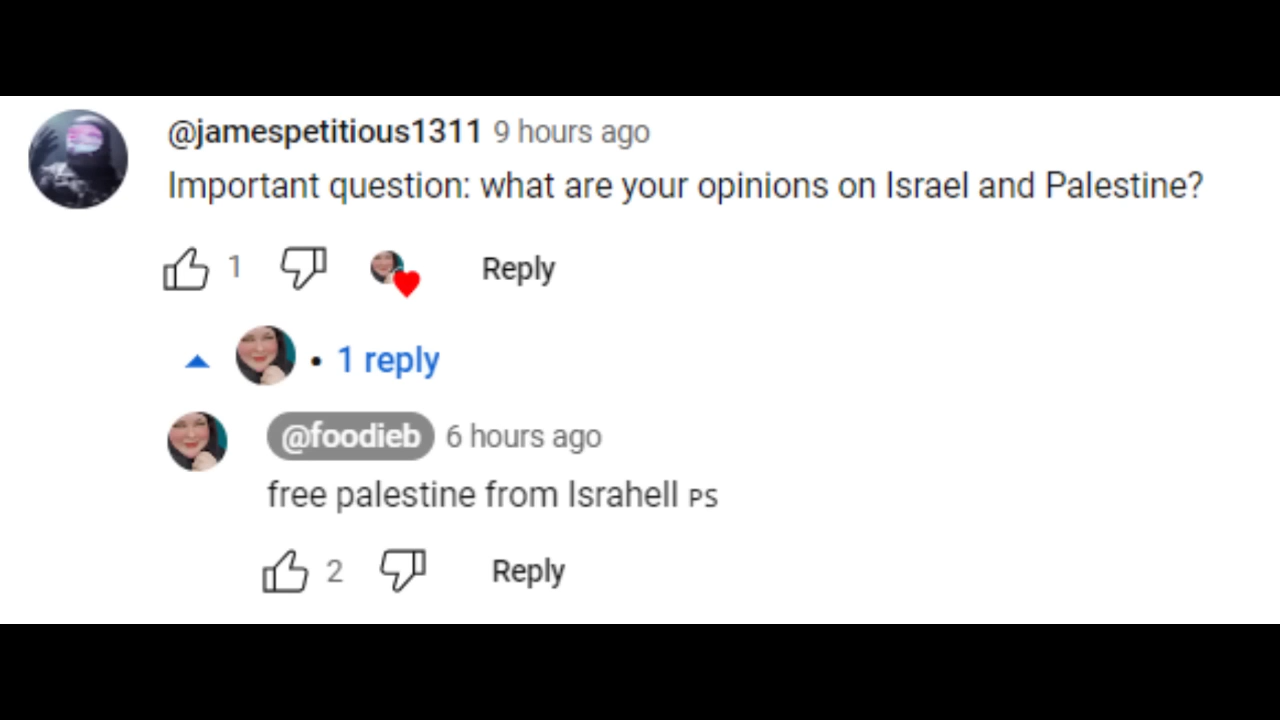 @jamespetitious1311 9 hours ago
Important question: what are your opinions on Israel and Palestine?
1 Reply
• 1 reply
@foodieb 6 hours ago
free palestine from Israhell PS
2 Reply